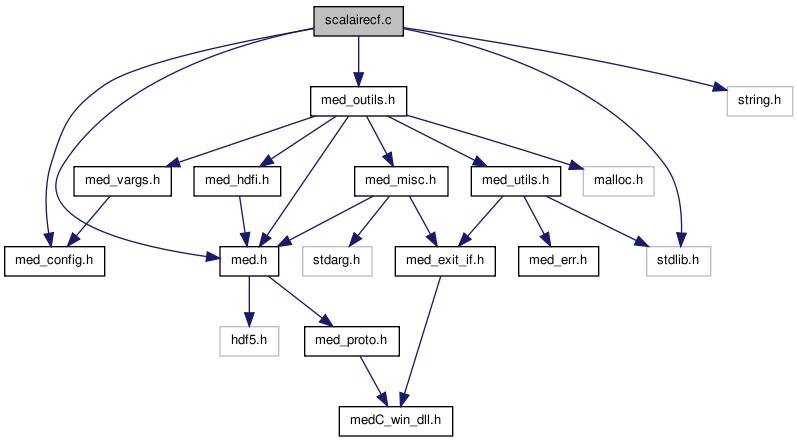 scalairecf.c
med_outils.h
string.h
med_vargs.h
med_hdfi.h
med_misc.h
med_utils.h
malloc.h
med_config.h
med.h
stdarg.h
med_exit_if.h
med_err.h
stdlib.h
hdf5.h
med_proto.h
medC_win_dll.h